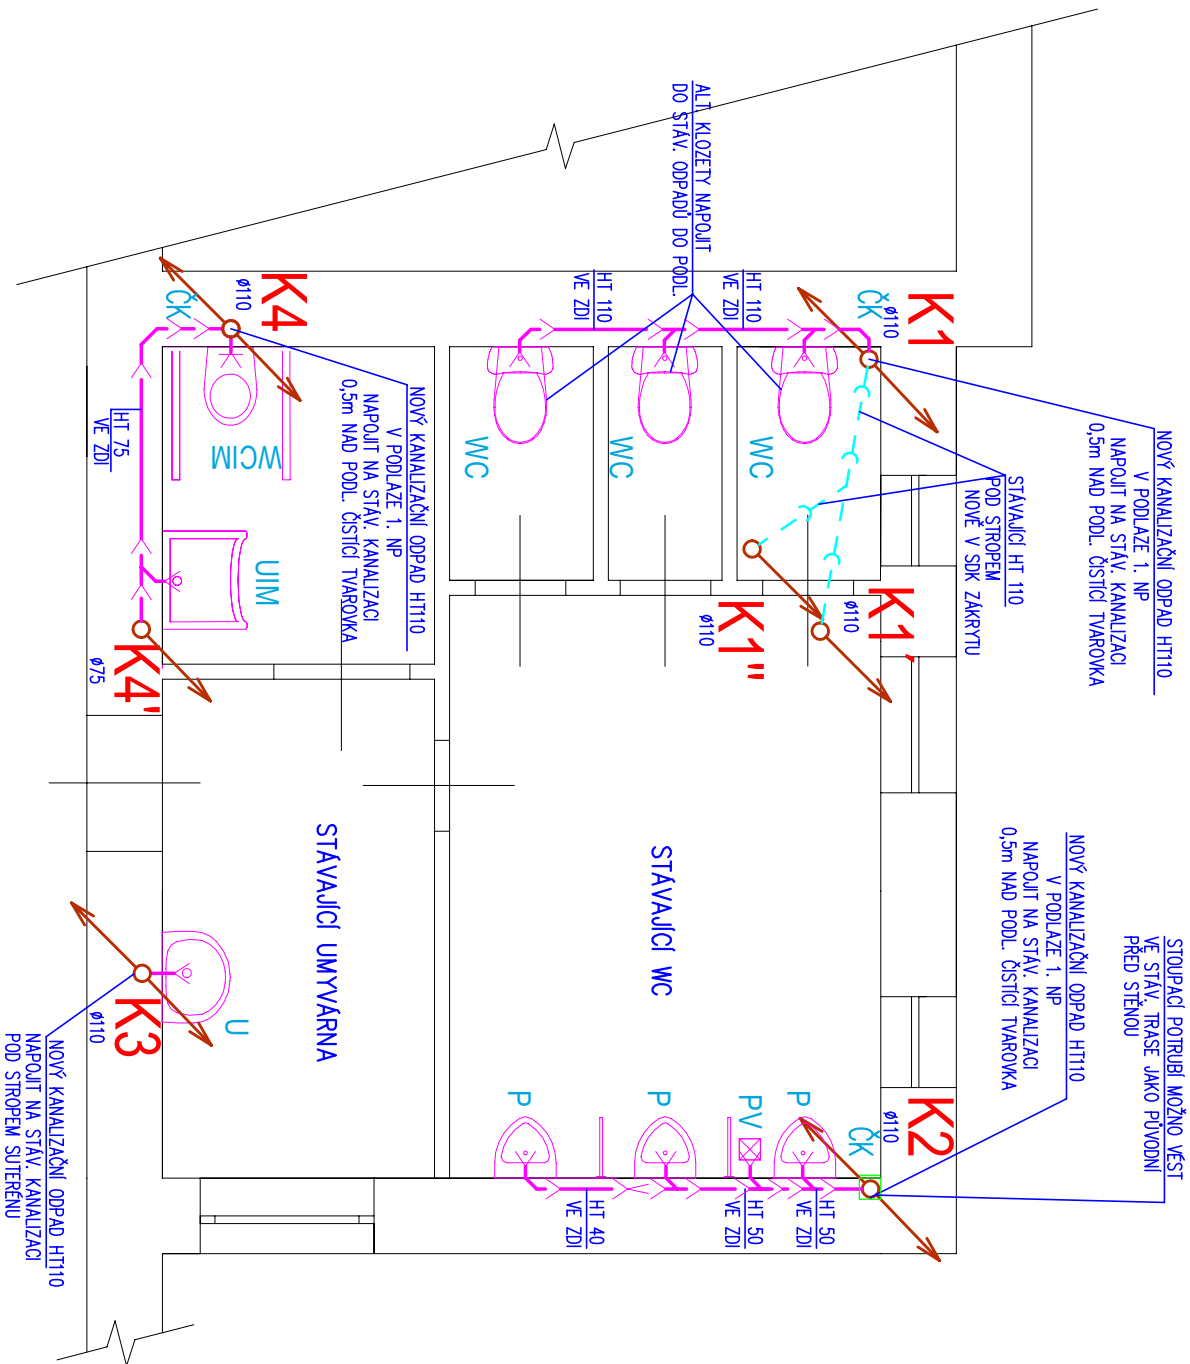 NOVÝ KANALIZAČNÍ ODPAD HT110
V PODLAZE 1. NP
NAPOJIT NA STÁV. KANALIZACI
0,5m NAD PODL. ČISTÍCÍ TVAROVKA
STOUPACÍ POTRUBÍ MOŽNO VÉST
VE STÁV. TRASE JAKO PŮVODNÍ
PŘED STĚNOU
NOVÝ KANALIZAČNÍ ODPAD HT110
V PODLAZE 1. NP
NAPOJIT NA STÁV. KANALIZACI
0,5m NAD PODL. ČISTÍCÍ TVAROVKA
STÁVAJÍCÍ HT 110
POD STROPEM
NOVĚ V SDK ZÁKRYTU
K1
ø110
ČK
K2
ø110
ČK
K1'
ø110
K1"
ø110
ALT. KLOZETY NAPOJIT
DO STÁV. ODPADŮ DO PODL.
HT 110
VE ZDI
HT 110
VE ZDI
WC
WC
WC
STÁVAJÍCÍ WC
P
PV
P
P
HT 50
VE ZDI
HT 50
VE ZDI
HT 40
VE ZDI
NOVÝ KANALIZAČNÍ ODPAD HT110
V PODLAZE 1. NP
NAPOJIT NA STÁV. KANALIZACI
0,5m NAD PODL. ČISTÍCÍ TVAROVKA
K4
ø110
ČK
WCIM
UIM
STÁVAJÍCÍ UMYVÁRNA
U
HT 75
VE ZDI
K4'
ø75
K3
ø110
NOVÝ KANALIZAČNÍ ODPAD HT110
NAPOJIT NA STÁV. KANALIZACI
POD STROPEM SUTERÉNU